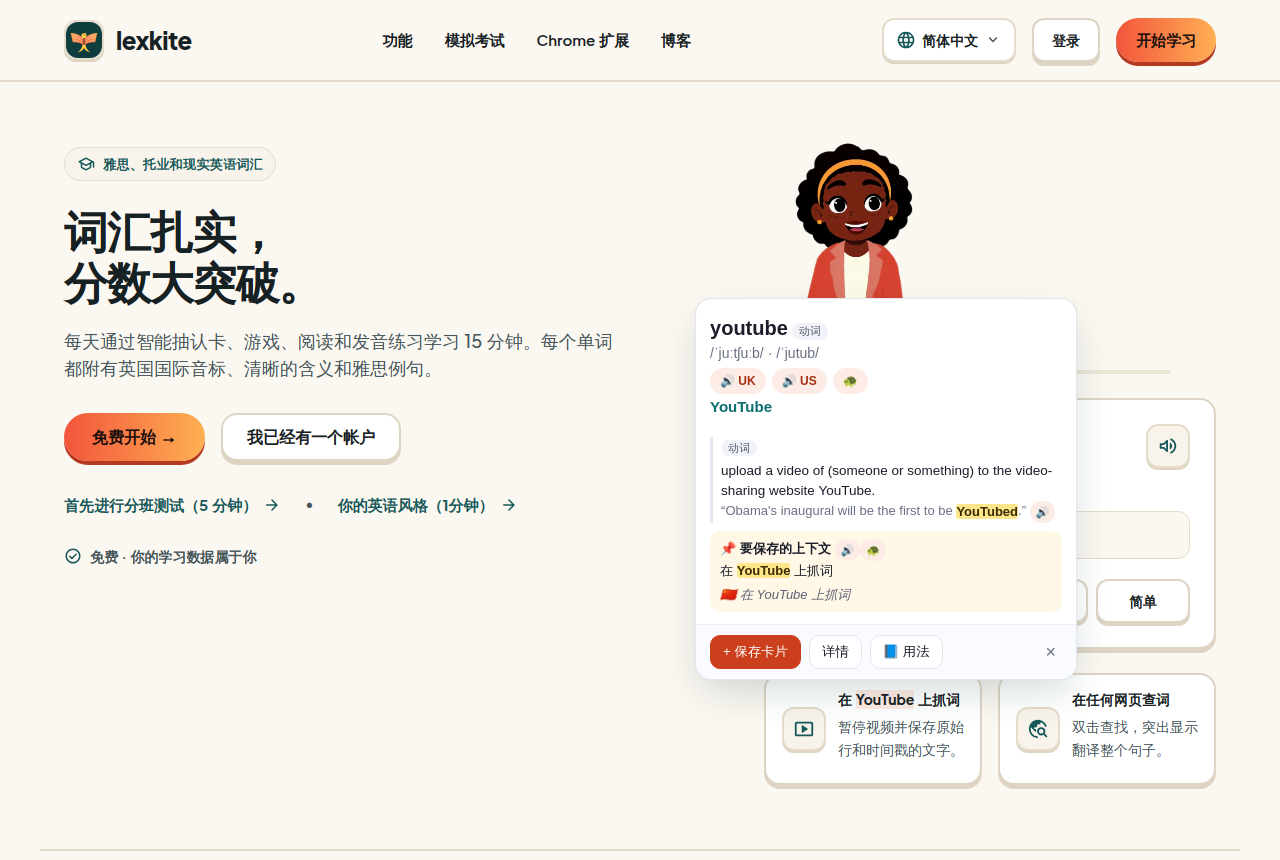 lexkite
功能
模拟考试
Chrome 扩展
博客
简体中文
登录
开始学习
雅思、托业和现实英语词汇
词汇扎实，
分数大突破。
每天通过智能抽认卡、游戏、阅读和发音练习学习 15 分钟。每个单词
都附有英国国际音标、清晰的含义和雅思例句。
免费开始 →
我已经有一个帐户
首先进行分班测试（5 分钟） →
•
你的英语风格（1分钟） →
免费 · 你的学习数据属于你
youtube 动词
/ˈjuːtʃuːb/ · /ˈjutub/
🔊 UK
🔊 US
🐢
YouTube
动词
upload a video of (someone or something) to the video-
sharing website YouTube.
“Obama's inaugural will be the first to be YouTubed.” 🔊
📌 要保存的上下文 🔊 🐢
在 YouTube 上抓词
🇨🇳 在 YouTube 上抓词
+ 保存卡片
详情
📘 用法
×
简单
在 YouTube 上抓词
暂停视频并保存原始
行和时间戳的文字。
在任何网页查词
双击查找，突出显示
翻译整个句子。